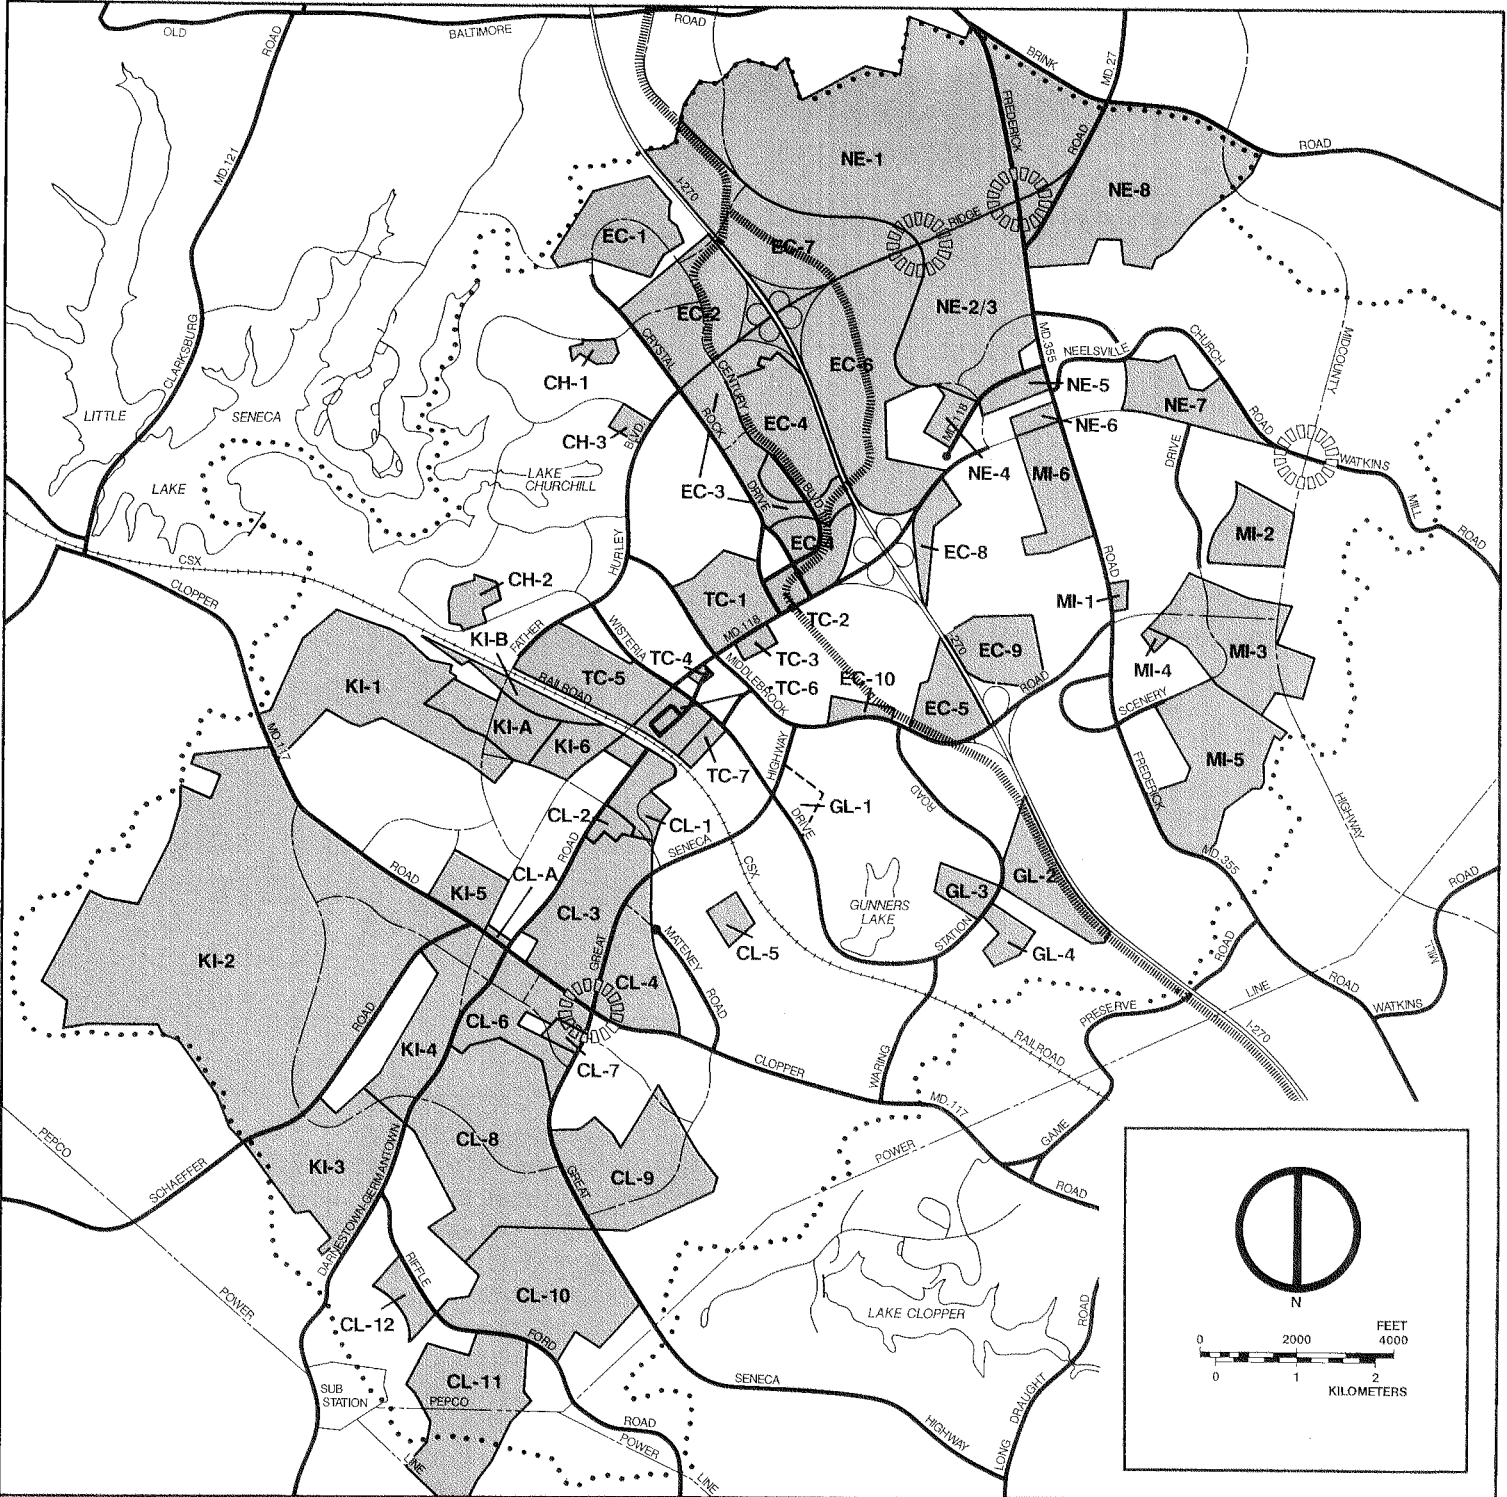 OLD
BALTIMORE
ROAD
ROAD
BRINK
MD. 27
FREDERICK
ROAD
ROAD
NE-1
NE-8
MD. 121
I-270
RIDGE
EC-1
EC-7
NE-2/3
EC-2
CRYSTAL
MD. 355
NEELSVILLE
CHURCH
MIDCOUNTY
CLARKSBURG
CH-1
CENTURY
EC-6
NE-5
NE-7
LITTLE
SENECA
LAKE
ROCK
EC-4
MD. 118
NE-6
ROAD
CH-3
BLVD.
DRIVE
WATKINS
MILL
ROAD
LAKE
CHURCHILL
EC-3
DRIVE
BLVD.
NE-4
MI-6
MI-2
CSX
CLOPPER
HURLEY
EC-4
EC-8
ROAD
CH-2
TC-1
MI-1
KI-B
FATHER
WISTERIA
MD. 118
TC-2
I-270
EC-9
MI-3
MI-4
TC-4
TC-3
MIDDLEBROOK
KI-1
RAILROAD
TC-5
TC-6
EC-10
ROAD
SCENERY
KI-A
KI-6
EC-5
MD. 117
TC-7
HIGHWAY
MI-5
FREDERICK
CL-2
CL-1
DRIVE
GL-1
ROAD
HIGHWAY
ROAD
SENECA
CSX
MD. 355
ROAD
CL-A
KI-5
CL-3
GUNNERS
LAKE
GL-3
GL-2
ROAD
CL-5
STATION
GL-4
MATENEY
ROAD
GREAT
KI-2
CL-4
MILL
ROAD
ROAD
LINE
WATKINS
PRESERVE
CL-6
ROAD
KI-4
RAILROAD
I-270
CL-7
CLOPPER
WARING
MD. 117
GAME
POWER
PEPCO
CL-8
KI-3
CL-9
GREAT
ROAD
SCHAEFFER
DARNESTOWN-GERMANTOWN
RIFFLE
N
POWER
CL-10
CL-12
FORD
LAKE CLOPPER
ROAD
FEET
0 2000 4000
0 1 2
KILOMETERS
SUB
STATION
CL-11
PEPCO
SENECA
HIGHWAY
DRAUGHT
LONG
ROAD
POWER
LINE
LINE